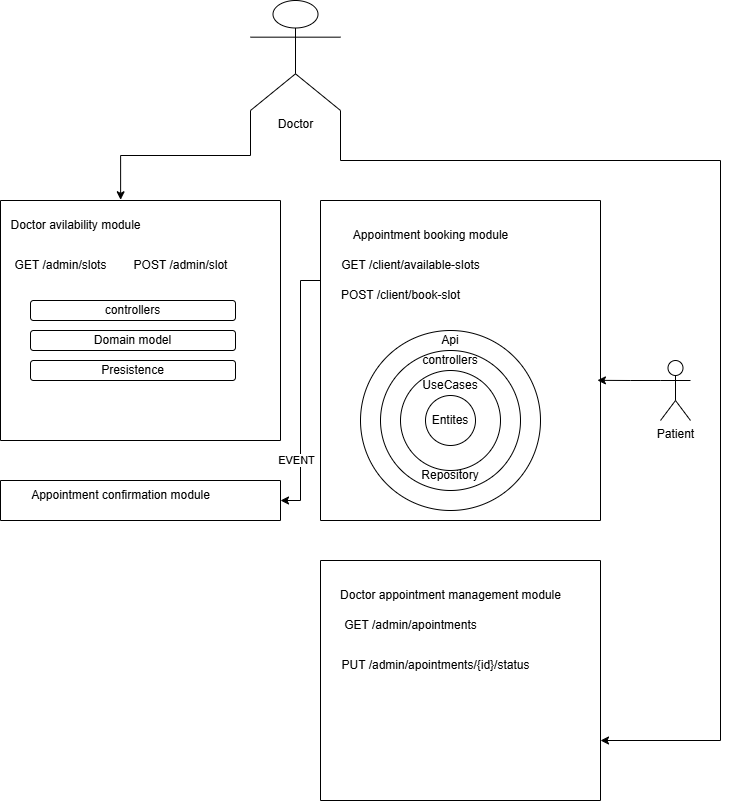 Doctor
Doctor avilability module
GET /admin/slots
POST /admin/slot
controllers
Domain model
Presistence
Appointment booking module
GET /client/available-slots
POST /client/book-slot
Api
controllers
UseCases
Entites
Repository
Patient
EVENT
Appointment confirmation module
Doctor appointment management module
GET /admin/apointments
PUT /admin/apointments/{id}/status